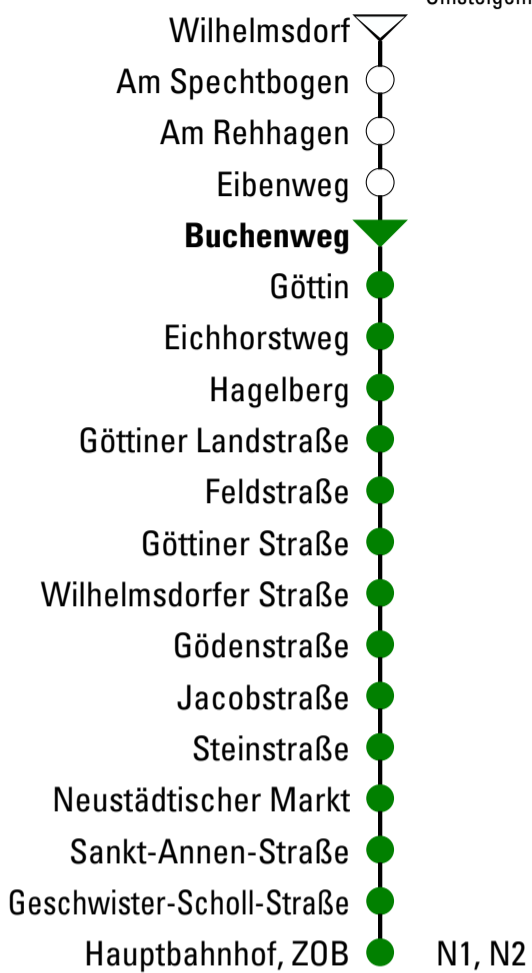 Wilhelmsdorf
Am Spechtbogen
Am Rehhagen
Eibenweg
Buchenweg
Göttin
Eichhorstweg
Hagelberg
Göttiner Landstraße
Feldstraße
Göttiner Straße
Wilhelmsdorfer Straße
Gödenstraße
Jacobstraße
Steinstraße
Neustädtischer Markt
Sankt-Annen-Straße
Geschwister-Scholl-Straße
Hauptbahnhof, ZOB N1, N2